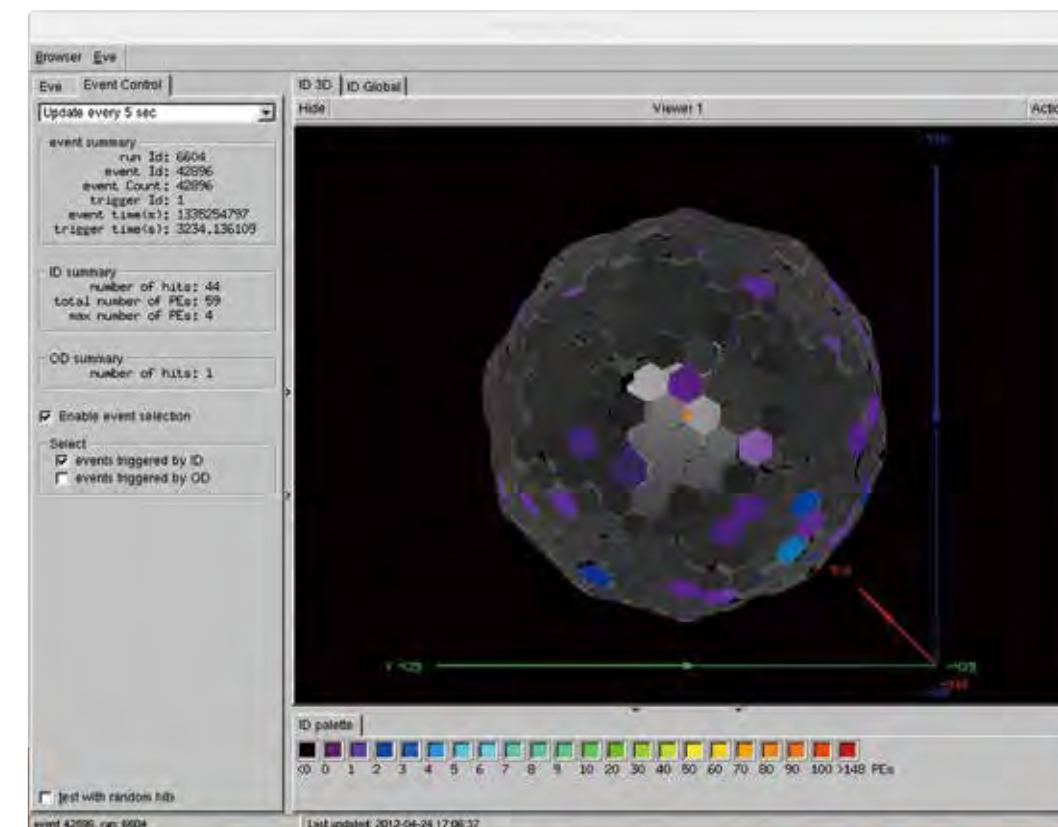 Browser Eve
Eve Event Control
Update every 5 sec
event summary
run Id: 6604
event Id: 42896
event Count: 42896
trigger Id: 1
event time(s): 1335254797
trigger time(s): 3234.136109
ID summary
number of hits: 44
total number of PEs: 59
max number of PEs: 4
OD summary
number of hits: 1
Enable event selection
Select
events triggered by ID
events triggered by OD
test with random hits
event 42896, run: 6604
ID 3D ID Global
Hide Viewer 1
ID palette
<0 0 1 2 3 4 5 6 7 8 9 10 20 30 40 50 60 70 80 90 100 >148 PEs
Last updated: 2012-04-24 17:06:37